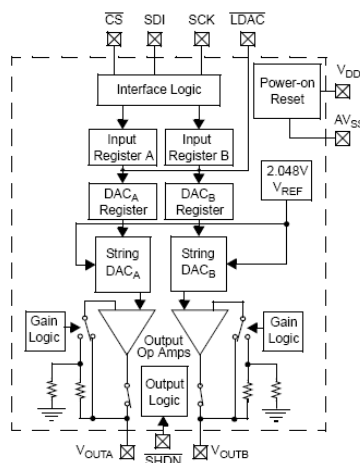 CS SDI SCK LDAC
Interface Logic
Power-on
Reset
VDD
AVSS
Input
Register A
Input
Register B
DACA
Register
DACB
Register
2.048V
VREF
String
DACA
String
DACB
Gain
Logic
Output
Op Amps
Gain
Logic
Output
Logic
VOUTA
SHDN
VOUTB